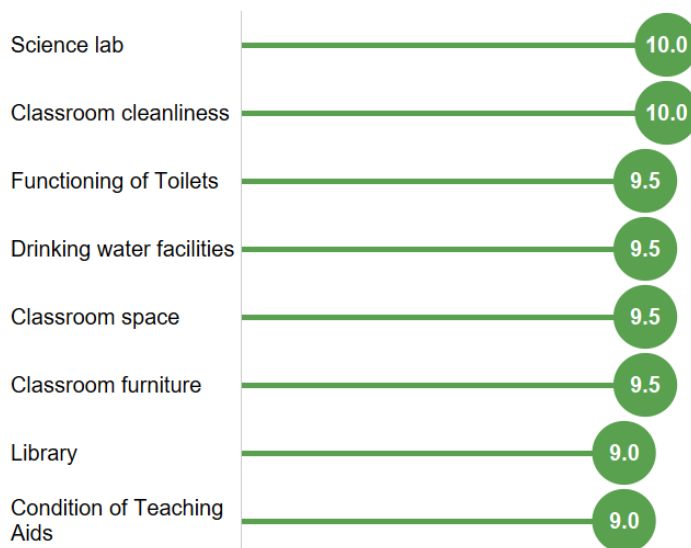 Science lab 10.0
Classroom cleanliness 10.0
Functioning of Toilets 9.5
Drinking water facilities 9.5
Classroom space 9.5
Classroom furniture 9.5
Library 9.0
Condition of Teaching
Aids 9.0